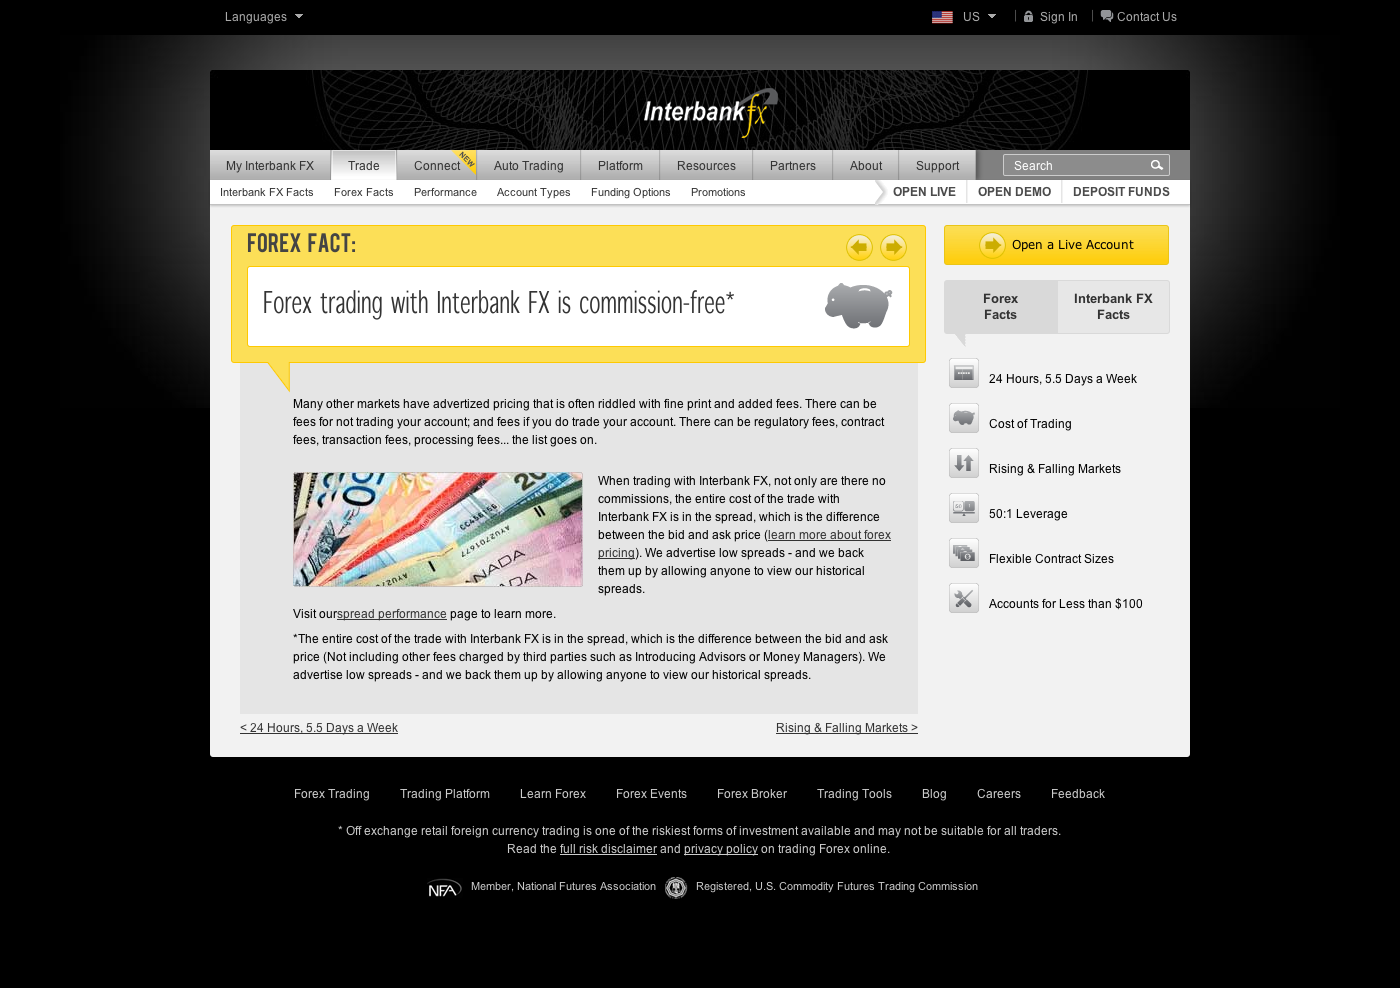 Languages
US
Sign In
Contact Us
Interbankfx
My Interbank FX
Trade
Connect
NEW
Auto Trading
Platform
Resources
Partners
About
Support
Search
Interbank FX Facts
Forex Facts
Performance
Account Types
Funding Options
Promotions
OPEN LIVE
OPEN DEMO
DEPOSIT FUNDS
FOREX FACT:
Forex trading with Interbank FX is commission-free*
Many other markets have advertized pricing that is often riddled with fine print and added fees. There can be
fees for not trading your account; and fees if you do trade your account. There can be regulatory fees, contract
fees, transaction fees, processing fees... the list goes on.
When trading with Interbank FX, not only are there no
commissions, the entire cost of the trade with
Interbank FX is in the spread, which is the difference
between the bid and ask price (learn more about forex
pricing). We advertise low spreads - and we back
them up by allowing anyone to view our historical
spreads.
Visit ourspread performance page to learn more.
*The entire cost of the trade with Interbank FX is in the spread, which is the difference between the bid and ask
price (Not including other fees charged by third parties such as Introducing Advisors or Money Managers). We
advertise low spreads - and we back them up by allowing anyone to view our historical spreads.
< 24 Hours, 5.5 Days a Week
Rising & Falling Markets >
Open a Live Account
Forex
Facts
Interbank FX
Facts
24 Hours, 5.5 Days a Week
Cost of Trading
Rising & Falling Markets
50:1 Leverage
Flexible Contract Sizes
Accounts for Less than $100
Forex Trading
Trading Platform
Learn Forex
Forex Events
Forex Broker
Trading Tools
Blog
Careers
Feedback
* Off exchange retail foreign currency trading is one of the riskiest forms of investment available and may not be suitable for all traders.
Read the full risk disclaimer and privacy policy on trading Forex online.
NFA
Member, National Futures Association
Registered, U.S. Commodity Futures Trading Commission